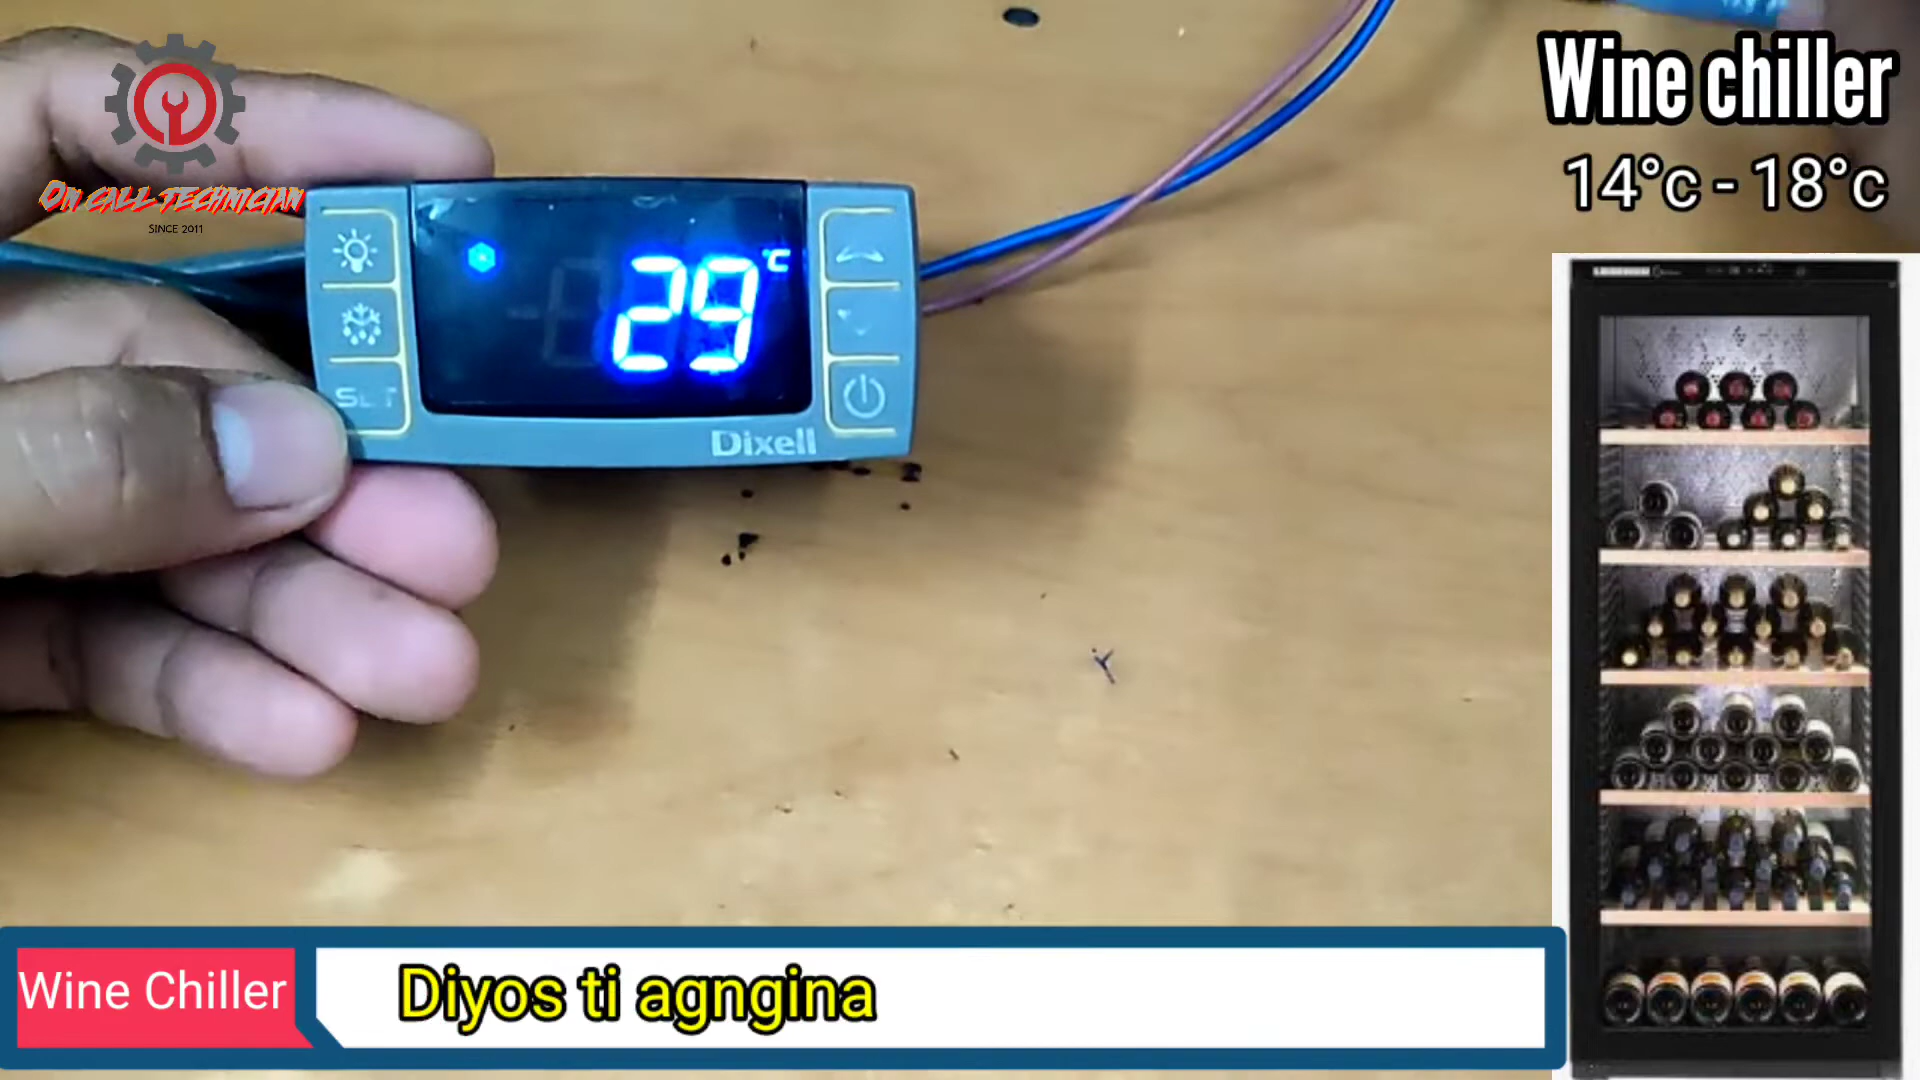 ON CALL TECHNICIAN
SINCE 2011
Wine chiller
14°c - 18°c
29 °C
SET
Dixell
Wine Chiller
Diyos ti agngina